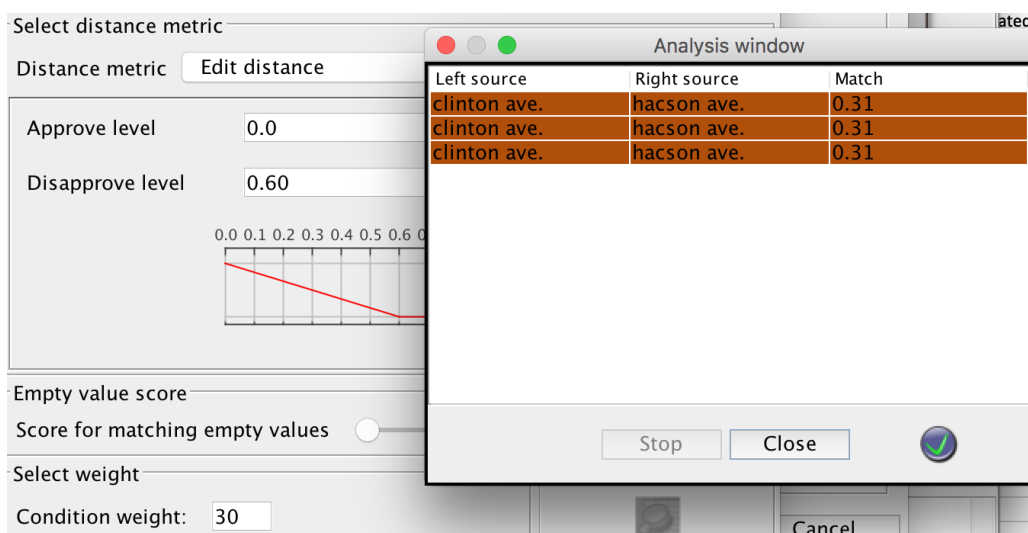 Select distance metric
Distance metric Edit distance
Approve level 0.0
Disapprove level 0.60
0.0 0.1 0.2 0.3 0.4 0.5 0.6 0
Empty value score
Score for matching empty values
Select weight
Condition weight: 30
ated
Analysis window
Left source Right source Match
clinton ave. hacson ave. 0.31
clinton ave. hacson ave. 0.31
clinton ave. hacson ave. 0.31
Stop Close
Cancel